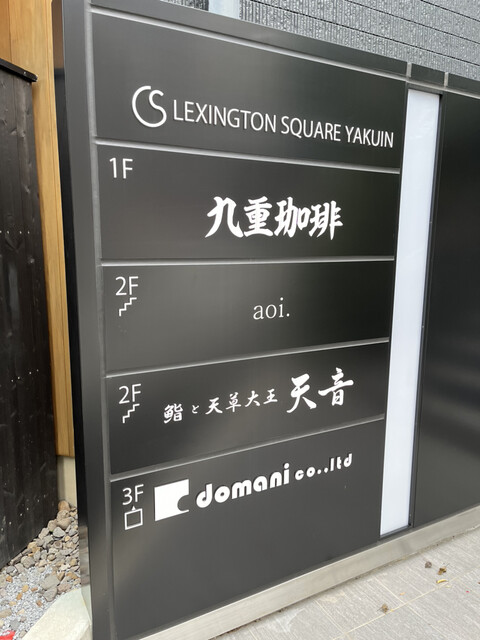 LEXINGTON SQUARE YAKUIN
1F
九重珈琲
2F
aoi.
2F
鮨と天草大王 天音
3F
domani co.,ltd